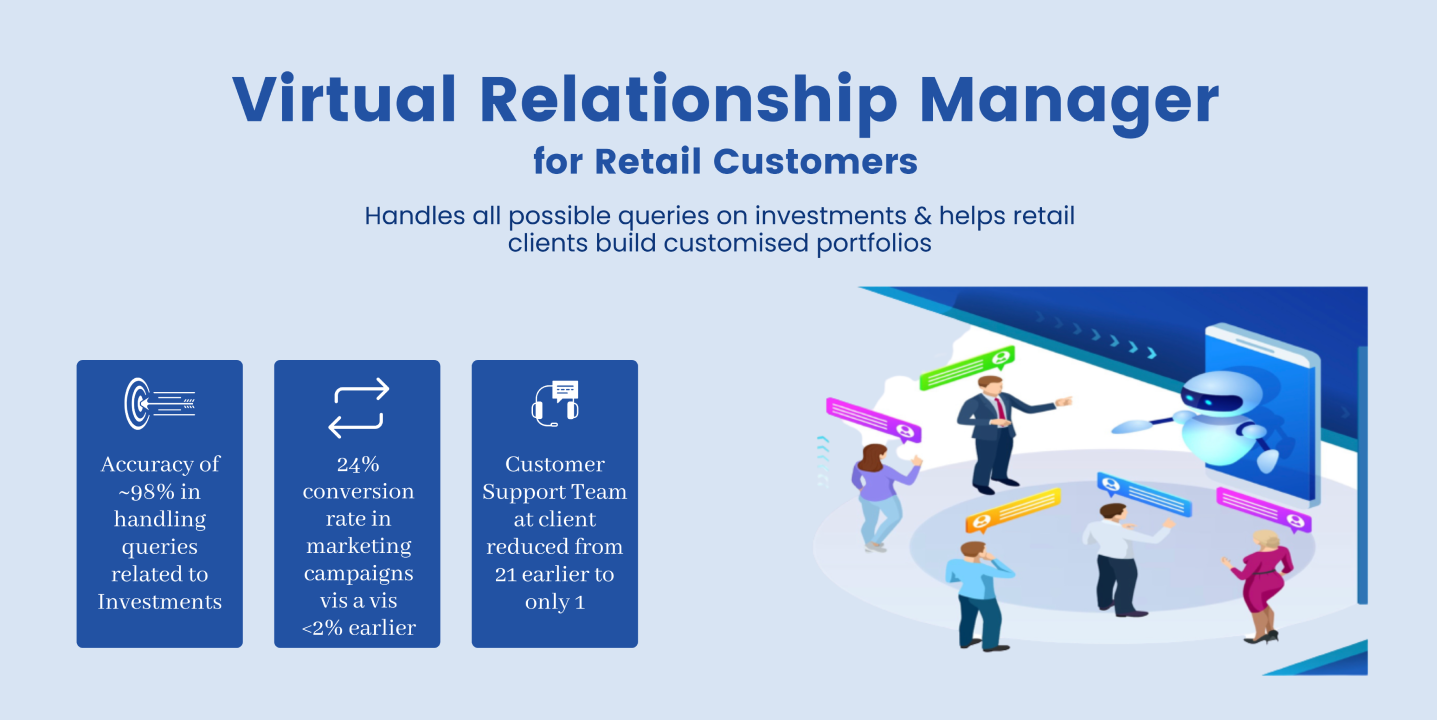 Virtual Relationship Manager
for Retail Customers
Handles all possible queries on investments & helps retail
clients build customised portfolios
Accuracy of
~98% in
handling
queries
related to
Investments
24%
conversion
rate in
marketing
campaigns
vis a vis
<2% earlier
Customer
Support Team
at client
reduced from
21 earlier to
only 1